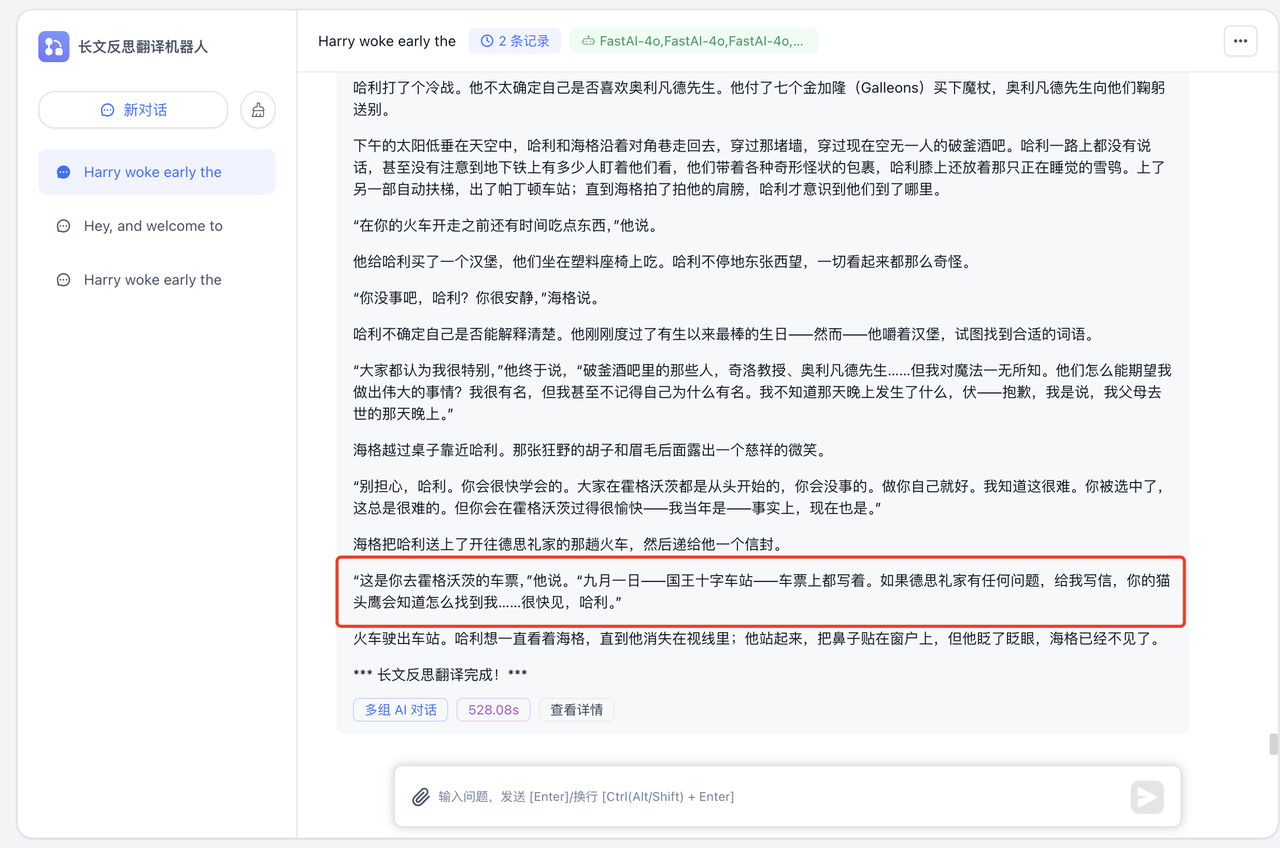 长文反思翻译机器人
新对话
Harry woke early the
Hey, and welcome to
Harry woke early the
Harry woke early the
2 条记录
FastAI-4o,FastAI-4o,FastAI-4o,...
哈利打了个冷战。他不太确定自己是否喜欢奥利凡德先生。他付了七个金加隆（Galleons）买下魔杖，奥利凡德先生向他们鞠躬
送别。
下午的太阳低垂在天空中，哈利和海格沿着对角巷走回去，穿过那堵墙，穿过现在空无一人的破釜酒吧。哈利一路上都没有说
话，甚至没有注意到地下铁上有多少人盯着他们看，他们带着各种奇形怪状的包裹，哈利膝上还放着那只正在睡觉的雪鸮。上了
另一部自动扶梯，出了帕丁顿车站；直到海格拍了拍他的肩膀，哈利才意识到他们到了哪里。
“在你的火车开走之前还有时间吃点东西，”他说。
他给哈利买了一个汉堡，他们坐在塑料座椅上吃。哈利不停地东张西望，一切看起来都那么奇怪。
“你没事吧，哈利？你很安静，”海格说。
哈利不确定自己是否能解释清楚。他刚刚度过了有生以来最棒的生日——然而——他嚼着汉堡，试图找到合适的词语。
“大家都认为我很特别，”他终于说，“破釜酒吧里的那些人，奇洛教授、奥利凡德先生……但我对魔法一无所知。他们怎么能期望我
做出伟大的事情？我很有名，但我甚至不记得自己为什么有名。我不知道那天晚上发生了什么，伏——抱歉，我是说，我父母去
世的那天晚上。”
海格越过桌子靠近哈利。那张狂野的胡子和眉毛后面露出一个慈祥的微笑。
“别担心，哈利。你会很快学会的。大家在霍格沃茨都是从头开始的，你会没事的。做你自己就好。我知道这很难。你被选中了，
这总是很难的。但你会在霍格沃茨过得很愉快——我当年是——事实上，现在也是。”
海格把哈利送上了开往德思礼家的那趟火车，然后递给他一个信封。
“这是你去霍格沃茨的车票，”他说。“九月一日——国王十字车站——车票上都写着。如果德思礼家有任何问题，给我写信，你的猫
头鹰会知道怎么找到我……很快见，哈利。”
火车驶出车站。哈利想一直看着海格，直到他消失在视线里；他站起来，把鼻子贴在窗户上，但他眨了眨眼，海格已经不见了。
*** 长文反思翻译完成！***
多组 AI 对话
528.08s
查看详情
输入问题，发送 [Enter]/换行 [Ctrl(Alt/Shift) + Enter]